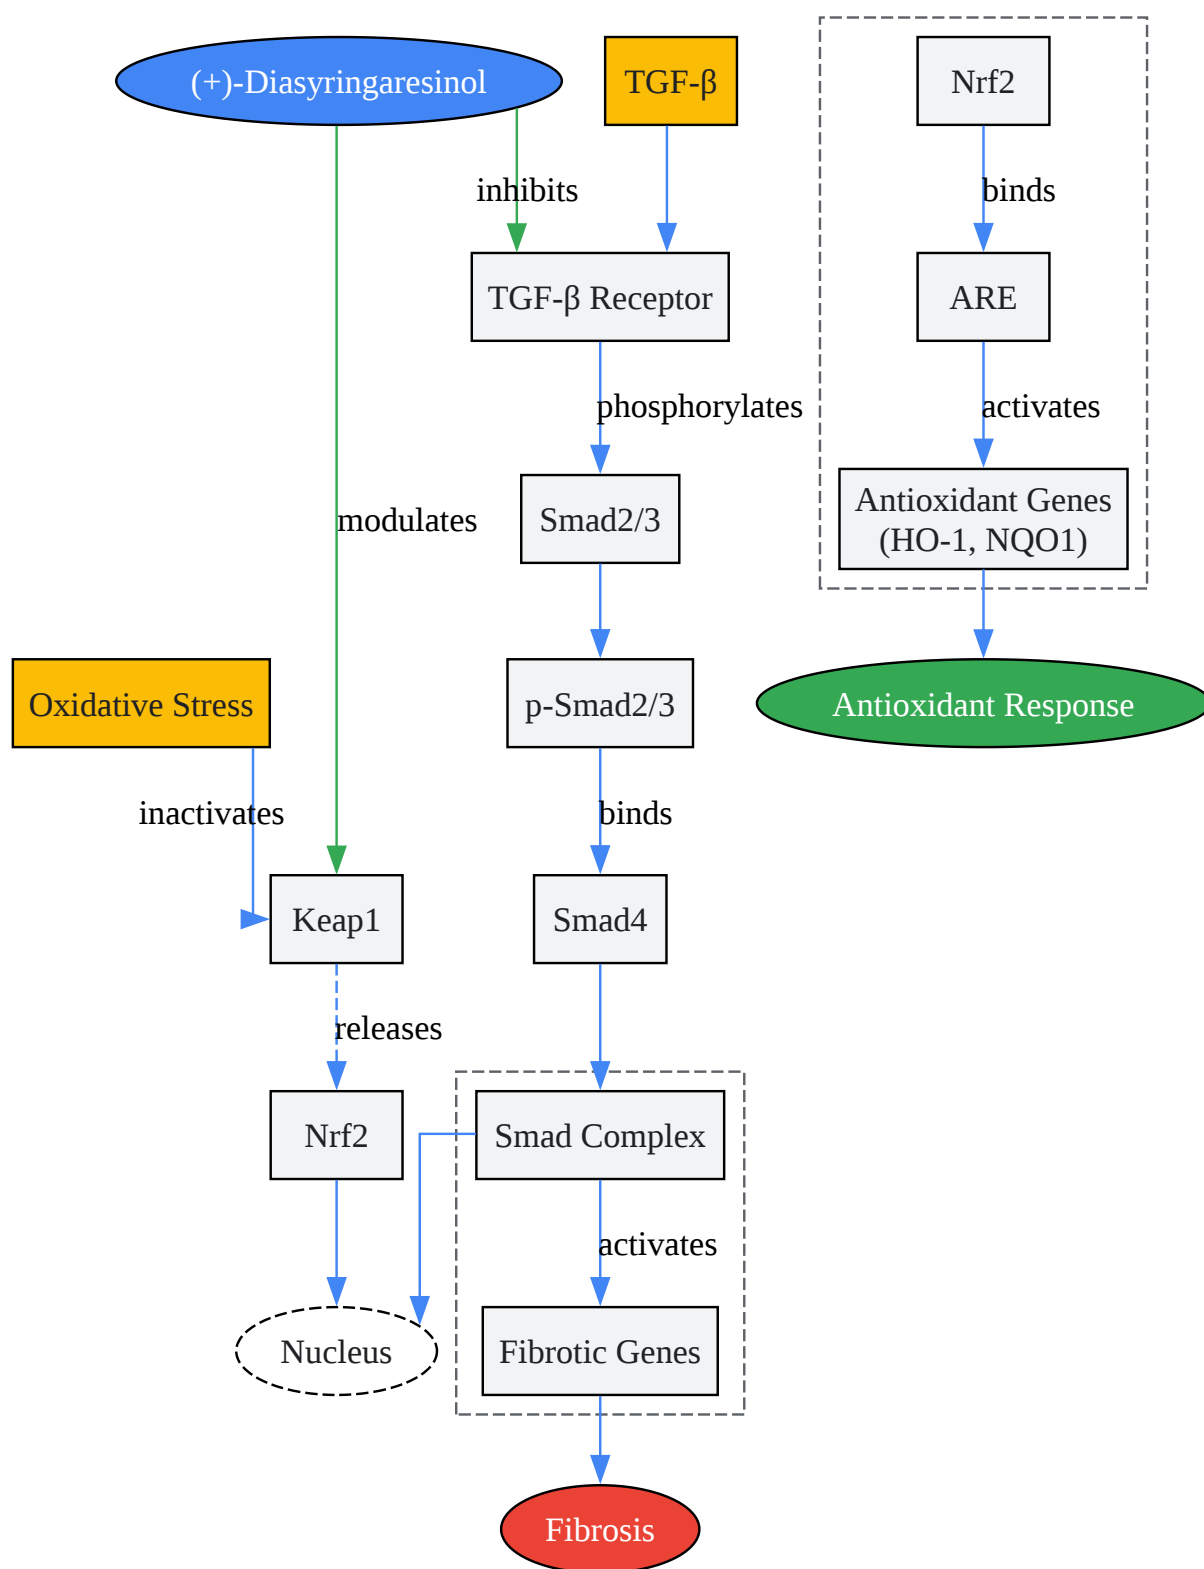 (+)-Diasyringaresinol
TGF-β
Nrf2
inhibits
binds
TGF-β Receptor
ARE
phosphorylates
activates
modulates
Smad2/3
Antioxidant Genes
(HO-1, NQO1)
Oxidative Stress
p-Smad2/3
Antioxidant Response
inactivates
binds
Keap1
Smad4
releases
Nrf2
Smad Complex
activates
Nucleus
Fibrotic Genes
Fibrosis